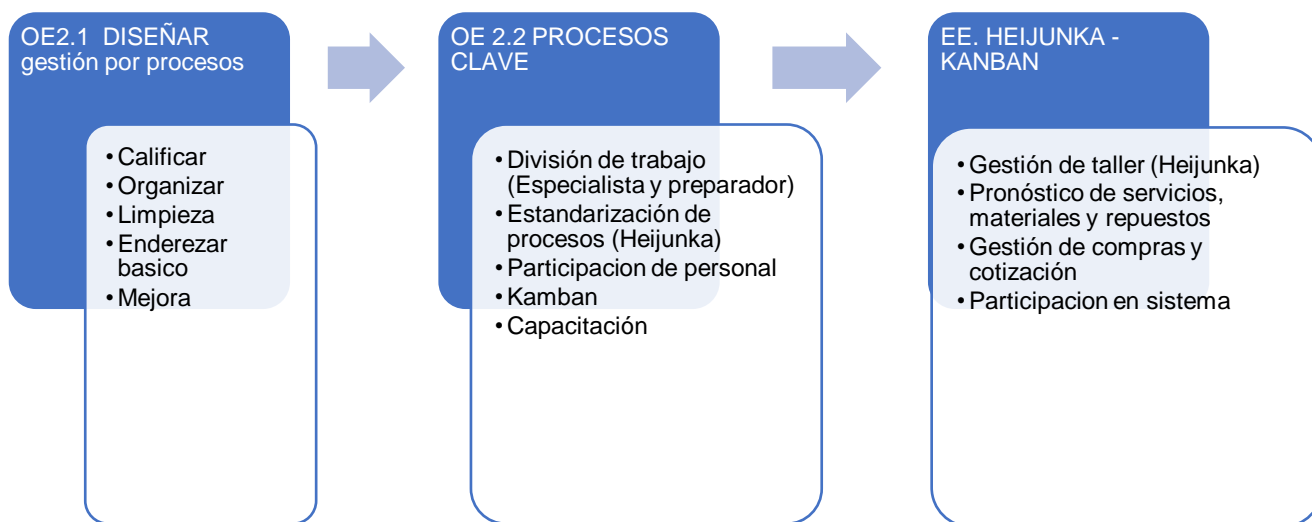 OE2.1  DISEÑAR
gestión por procesos
• Calificar
• Organizar
• Limpieza
• Enderezar
basico
• Mejora
OE 2.2 PROCESOS
CLAVE
• División de trabajo
(Especialista y preparador)
• Estandarización de
procesos (Heijunka)
• Participacion de personal
• Kamban
• Capacitación
EE. HEIJUNKA -
KANBAN
• Gestión de taller (Heijunka)
• Pronóstico de servicios,
materiales y repuestos
• Gestión de compras y
cotización
• Participacion en sistema